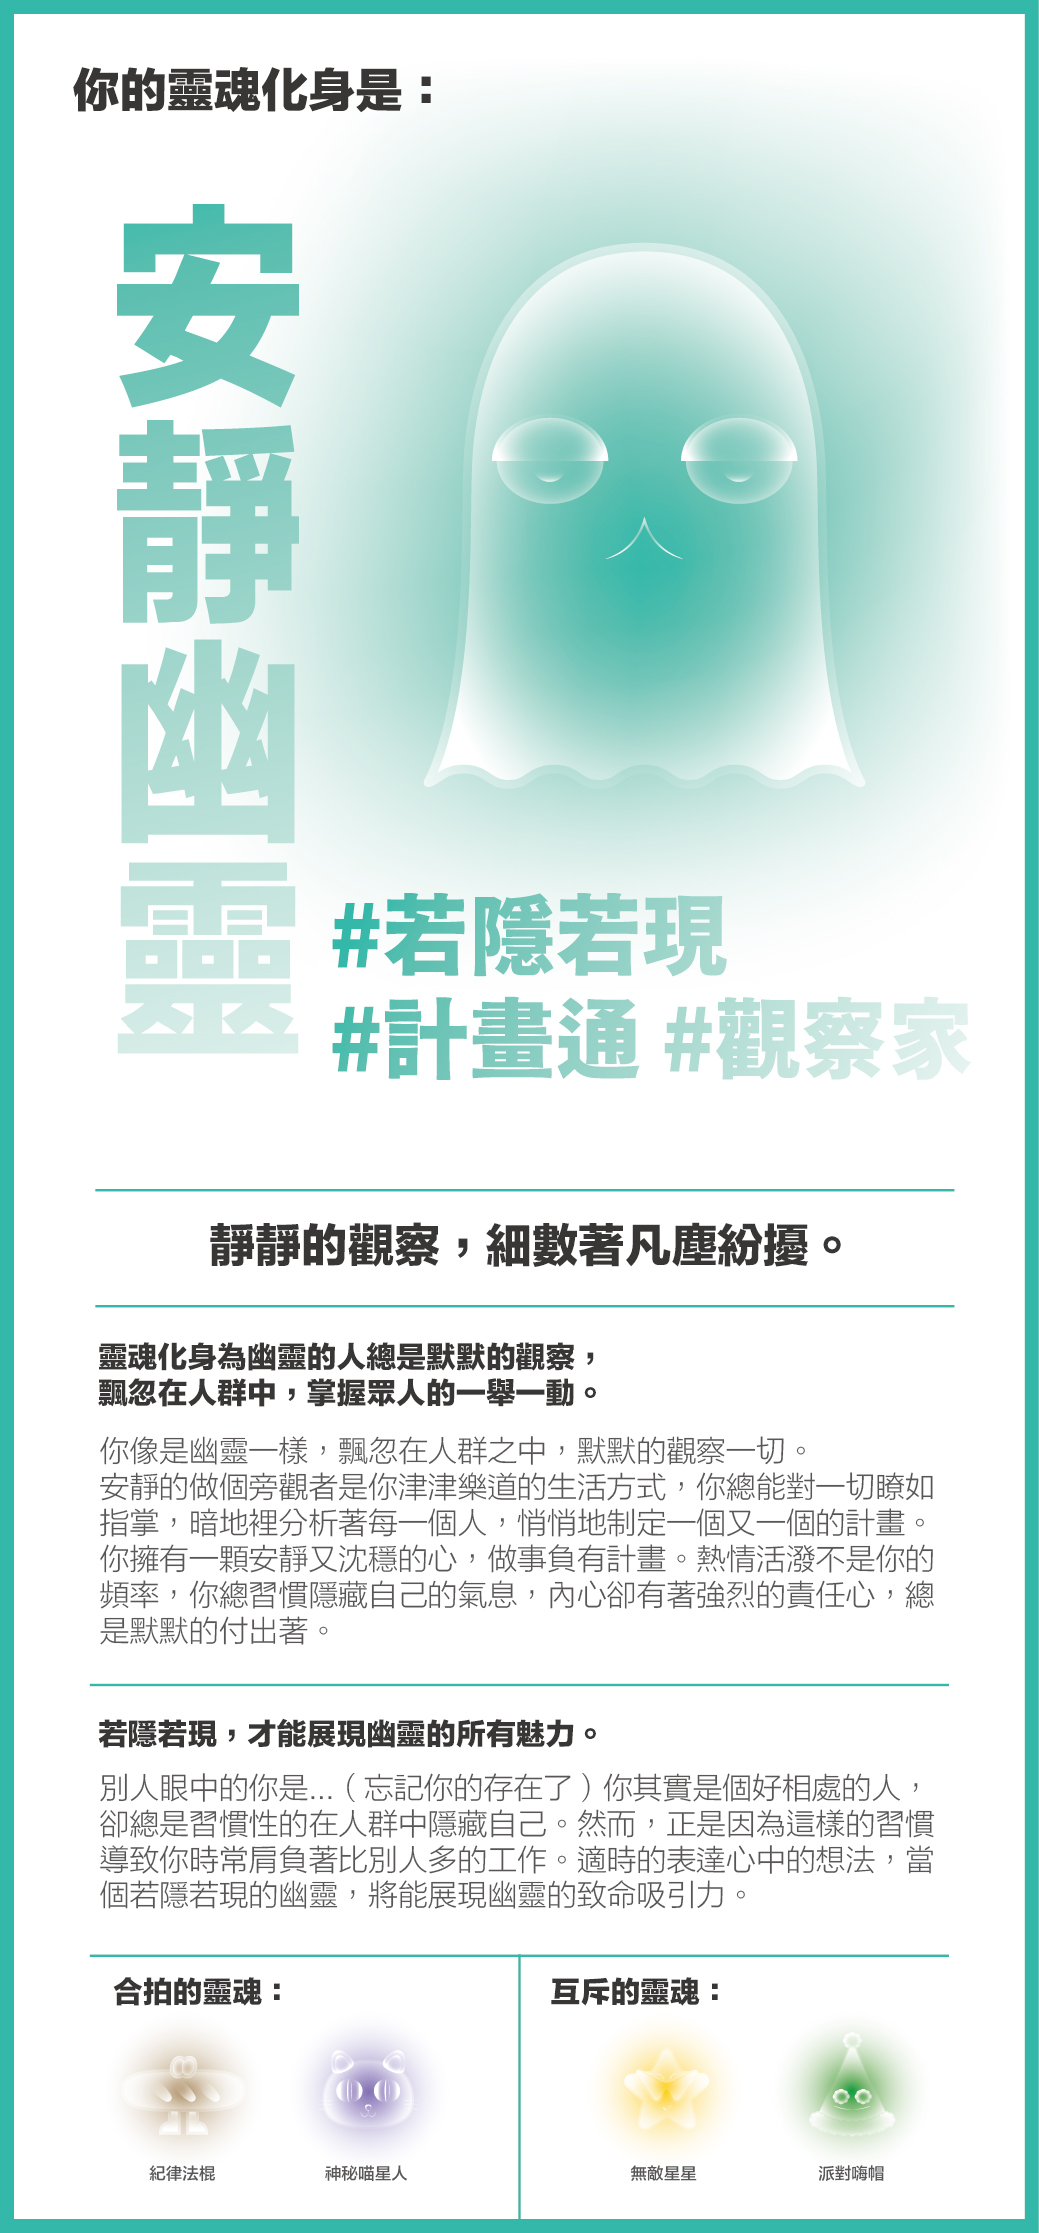 你的靈魂化身是：
安靜幽靈
#若隱若現
#計畫通 #觀察家
靜靜的觀察，細數著凡塵紛擾。
靈魂化身為幽靈的人總是默默的觀察，
飄忽在人群中，掌握眾人的一舉一動。
你像是幽靈一樣，飄忽在人群之中，默默的觀察一切。
安靜的做個旁觀者是你津津樂道的生活方式，你總能對一切瞭如
指掌，暗地裡分析著每一個人，悄悄地制定一個又一個的計畫。
你擁有一顆安靜又沈穩的心，做事負有計畫。熱情活潑不是你的
頻率，你總習慣隱藏自己的氣息，內心卻有著強烈的責任心，總
是默默的付出著。
若隱若現，才能展現幽靈的所有魅力。
別人眼中的你是...（忘記你的存在了）你其實是個好相處的人，
卻總是習慣性的在人群中隱藏自己。然而，正是因為這樣的習慣
導致你時常肩負著比別人多的工作。適時的表達心中的想法，當
個若隱若現的幽靈，將能展現幽靈的致命吸引力。
合拍的靈魂：
紀律法棍
神秘喵星人
互斥的靈魂：
無敵星星
派對嗨帽